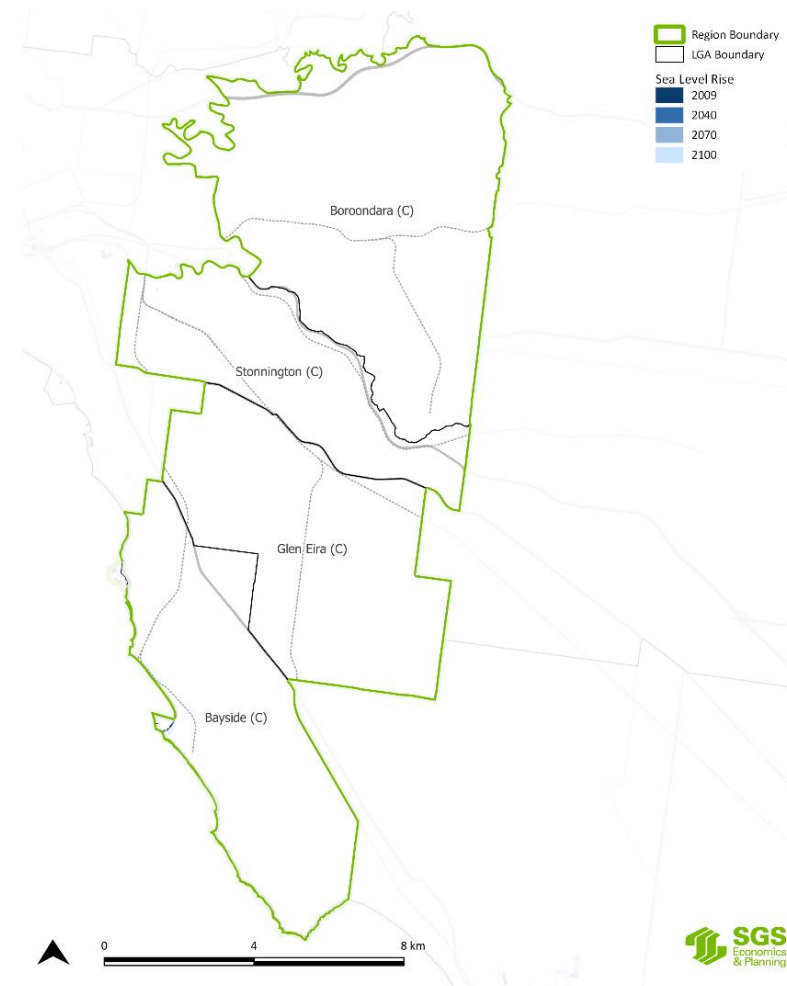 Region Boundary
LGA Boundary
Sea Level Rise
2009
2040
2070
2100
Boroondara (C)
Stonnington (C)
Glen Eira (C)
Bayside (C)
0 4 8 km
SGS
Economics
& Planning